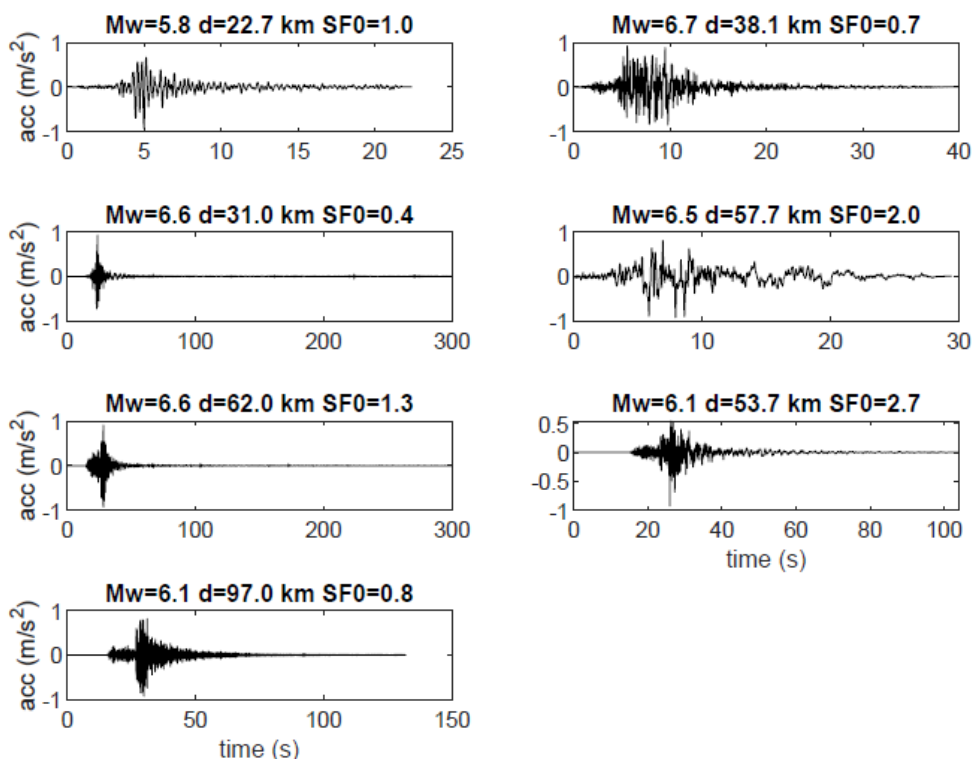 Mw=5.8 d=22.7 km SF0=1.0
acc (m/s²)
1
0
-1
0 5 10 15 20 25
Mw=6.7 d=38.1 km SF0=0.7
1
0
-1
0 10 20 30 40
Mw=6.6 d=31.0 km SF0=0.4
acc (m/s²)
1
0
-1
0 100 200 300
Mw=6.5 d=57.7 km SF0=2.0
1
0
-1
0 10 20 30
Mw=6.6 d=62.0 km SF0=1.3
acc (m/s²)
1
0
-1
0 100 200 300
Mw=6.1 d=53.7 km SF0=2.7
0.5
0
-0.5
-1
0 20 40 60 80 100
time (s)
Mw=6.1 d=97.0 km SF0=0.8
acc (m/s²)
1
0
-1
0 50 100 150
time (s)